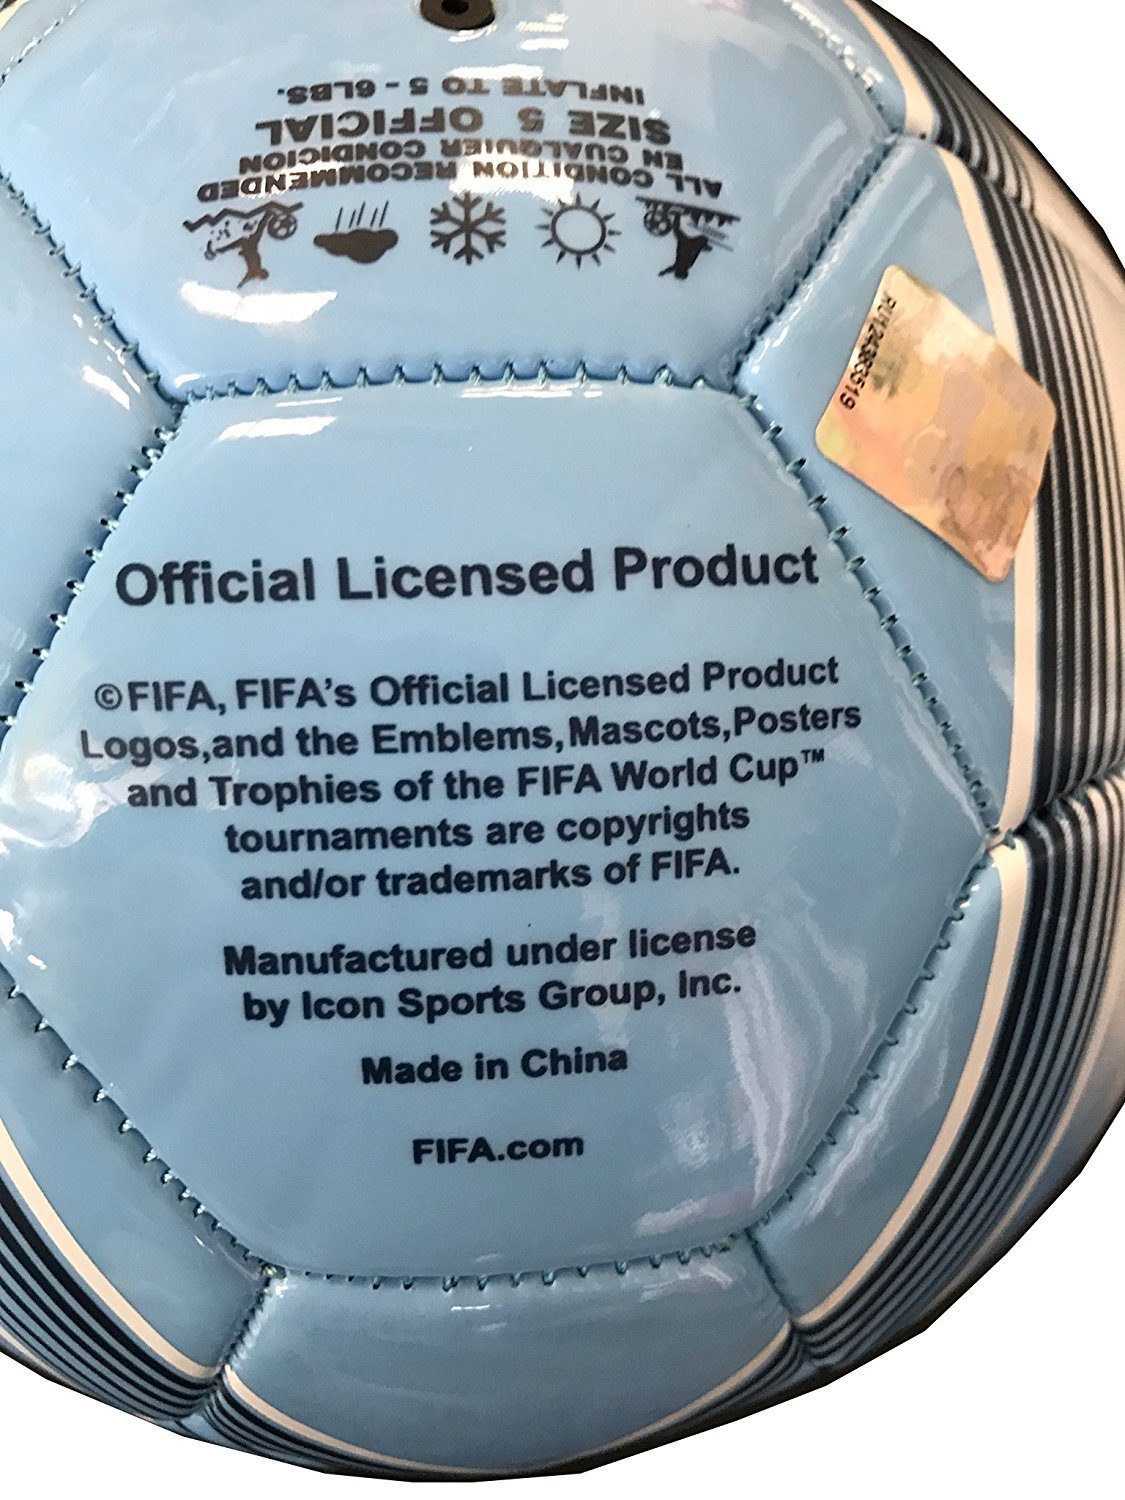 INFLATE TO 5 - 6LBS.
SIZE 5 OFFICIAL
EN CUALQUIER CONDICION
ALL CONDITION RECOMMENDED
RU124383519
Official Licensed Product
©FIFA, FIFA's Official Licensed Product
Logos,and the Emblems,Mascots,Posters
and Trophies of the FIFA World Cup™
tournaments are copyrights
and/or trademarks of FIFA.
Manufactured under license
by Icon Sports Group, Inc.
Made in China
FIFA.com